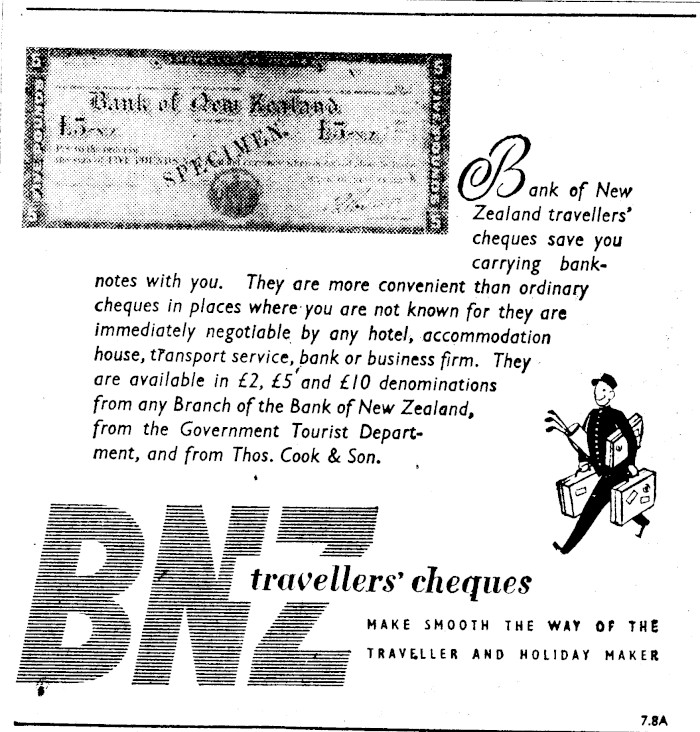 5 5
FIVE POUNDS
Bank of New Zealand
£5-NZ £5-NZ
SPECIMEN.
Bank of New
Zealand travellers'
cheques save you
carrying bank-
notes with you. They are more convenient than ordinary
cheques in places where you are not known for they are
immediately negotiable by any hotel, accommodation
house, transport service, bank or business firm. They
are available in £2, £5 and £10 denominations
from any Branch of the Bank of New Zealand,
from the Government Tourist Depart-
ment, and from Thos. Cook & Son.
BNZ
travellers' cheques
MAKE SMOOTH THE WAY OF THE
TRAVELLER AND HOLIDAY MAKER
7.8A